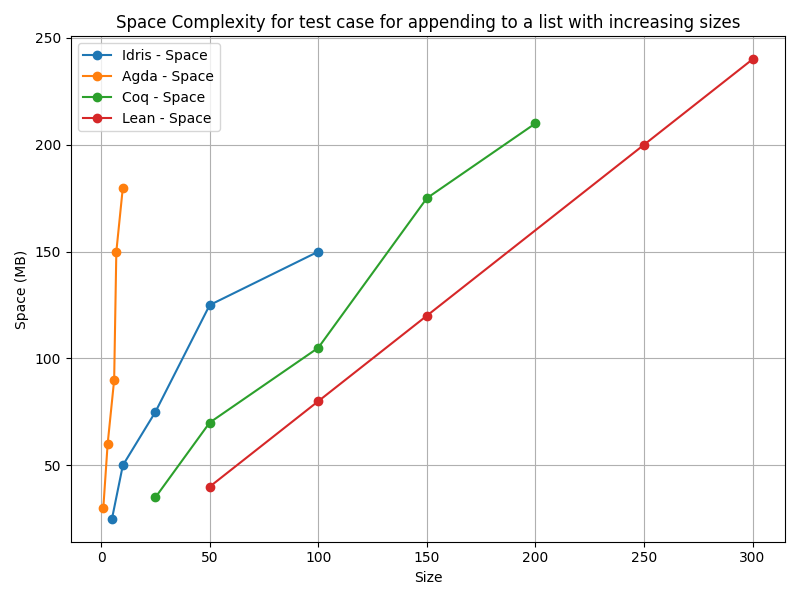 Space Complexity for test case for appending to a list with increasing sizes
Idris - Space
Agda - Space
Coq - Space
Lean - Space
250
200
150
100
50
Space (MB)
0 50 100 150 200 250 300
Size